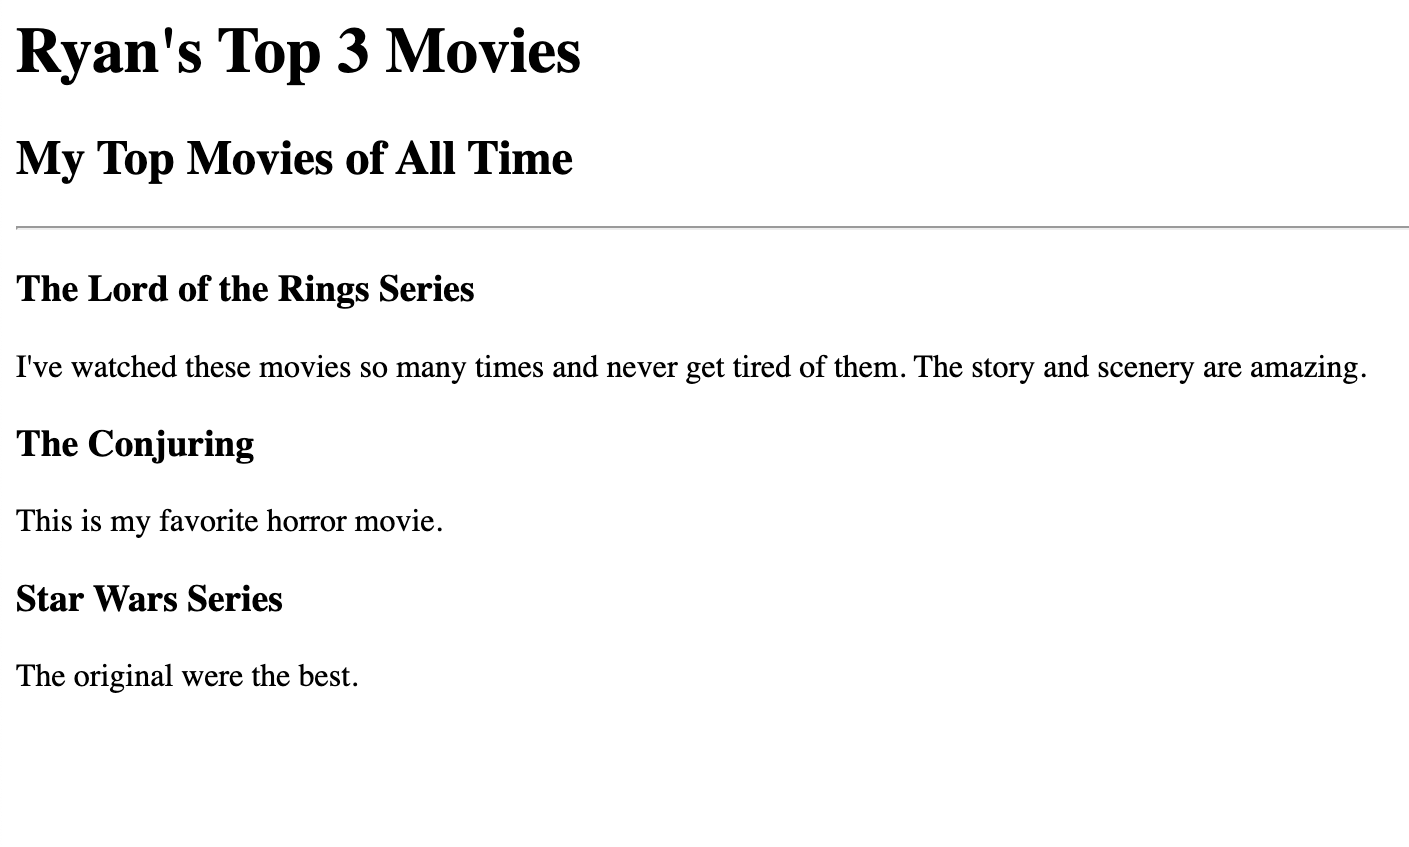 Ryan's Top 3 Movies
My Top Movies of All Time
The Lord of the Rings Series
I've watched these movies so many times and never get tired of them. The story and scenery are amazing.
The Conjuring
This is my favorite horror movie.
Star Wars Series
The original were the best.